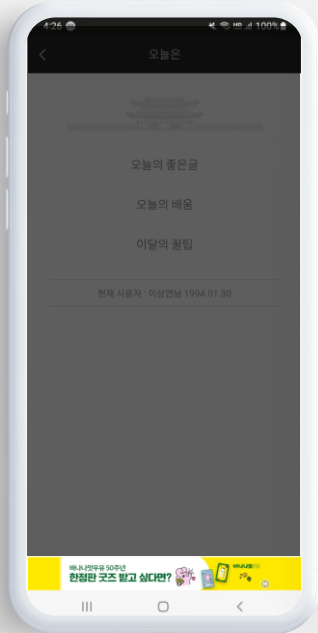 4:26
100%
오늘은
오늘의 좋은글
오늘의 배움
이달의 꿀팁
현재 사용자 : 이상연님 1994.01.30
배나나맛우유 50주년
한정판 굿즈 받고 싶다면?